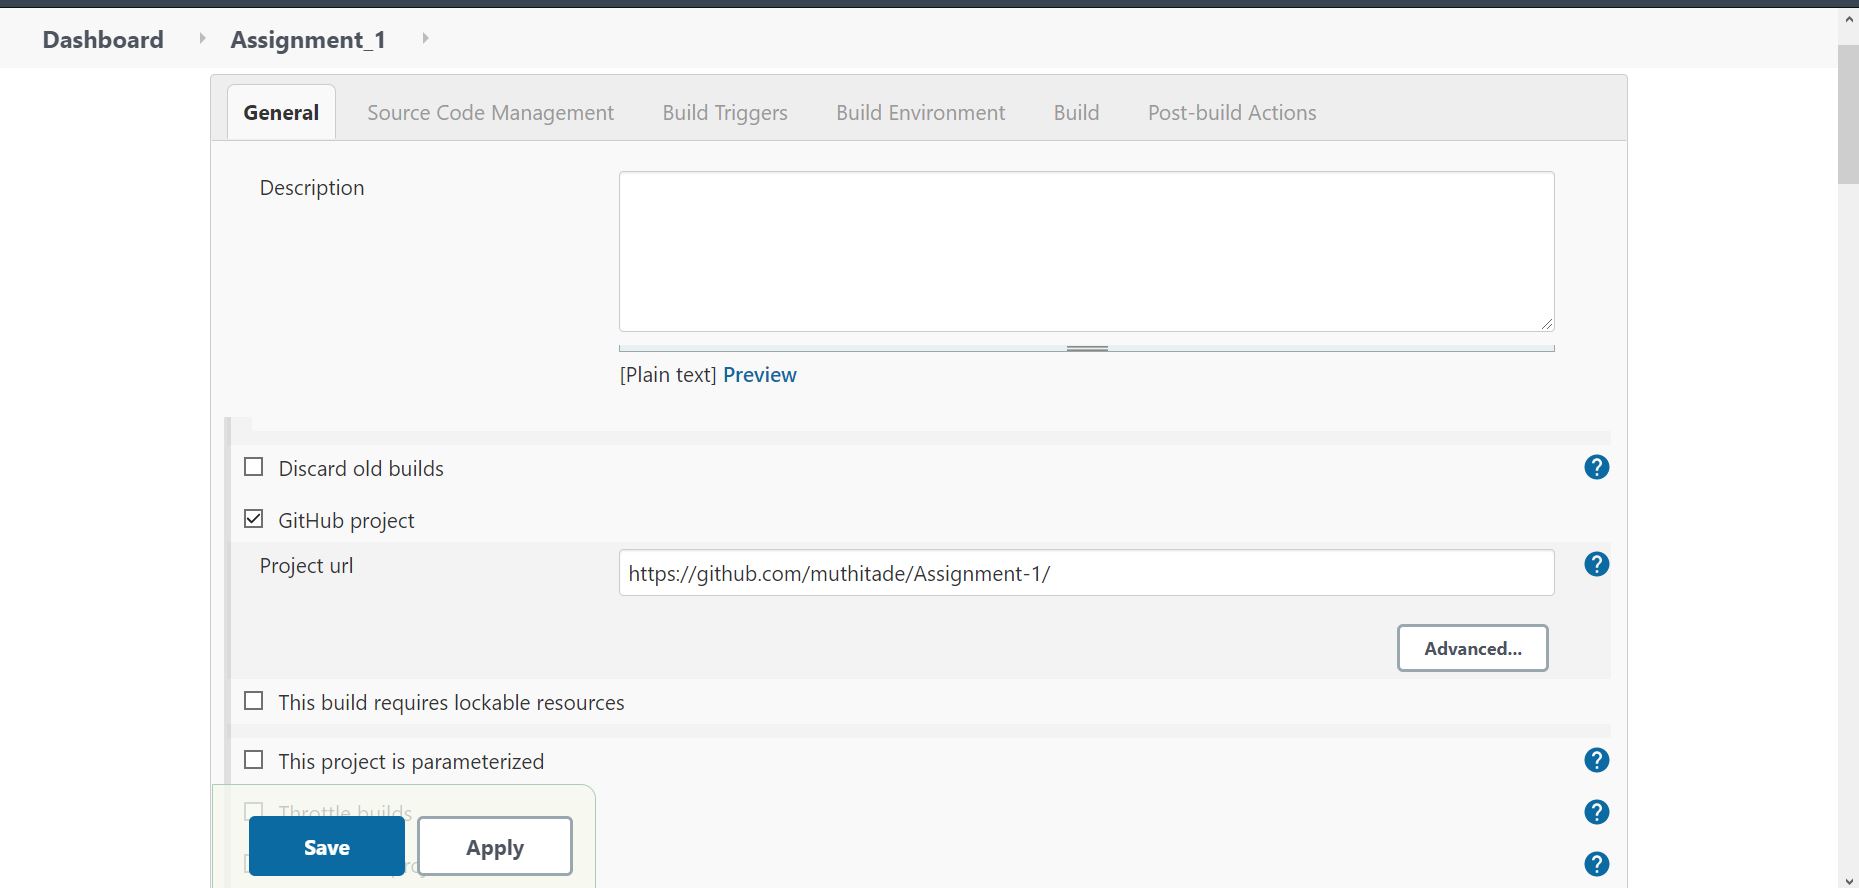 Dashboard Assignment_1
General Source Code Management Build Triggers Build Environment Build Post-build Actions
Description
[Plain text] Preview
Discard old builds ?
GitHub project
Project url https://github.com/muthitade/Assignment-1/ ?
Advanced...
This build requires lockable resources
This project is parameterized ?
Throttle builds ?
Save Apply ?